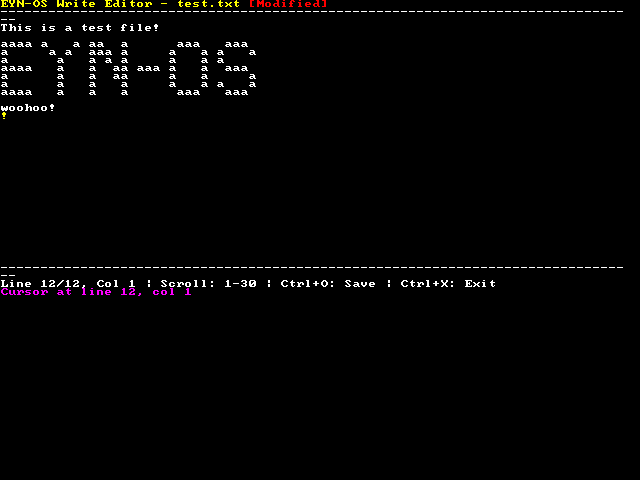 EYN-OS Write Editor - test.txt [Modified]
--------------------------------------------------------------------------------
This is a test file!
aaaa a   a aa  a      aaa   aaa
a     a a  aaa a     a   a a   a
a      a   a a a     a   a a
aaaa   a   a  aa aaa a   a  aaa
a      a   a  aa     a   a     a
a      a   a   a     a   a a   a
aaaa   a   a   a      aaa   aaa
woohoo!
!
--------------------------------------------------------------------------------
Line 12/12, Col 1 | Scroll: 1-30 | Ctrl+O: Save | Ctrl+X: Exit
Cursor at line 12, col 1